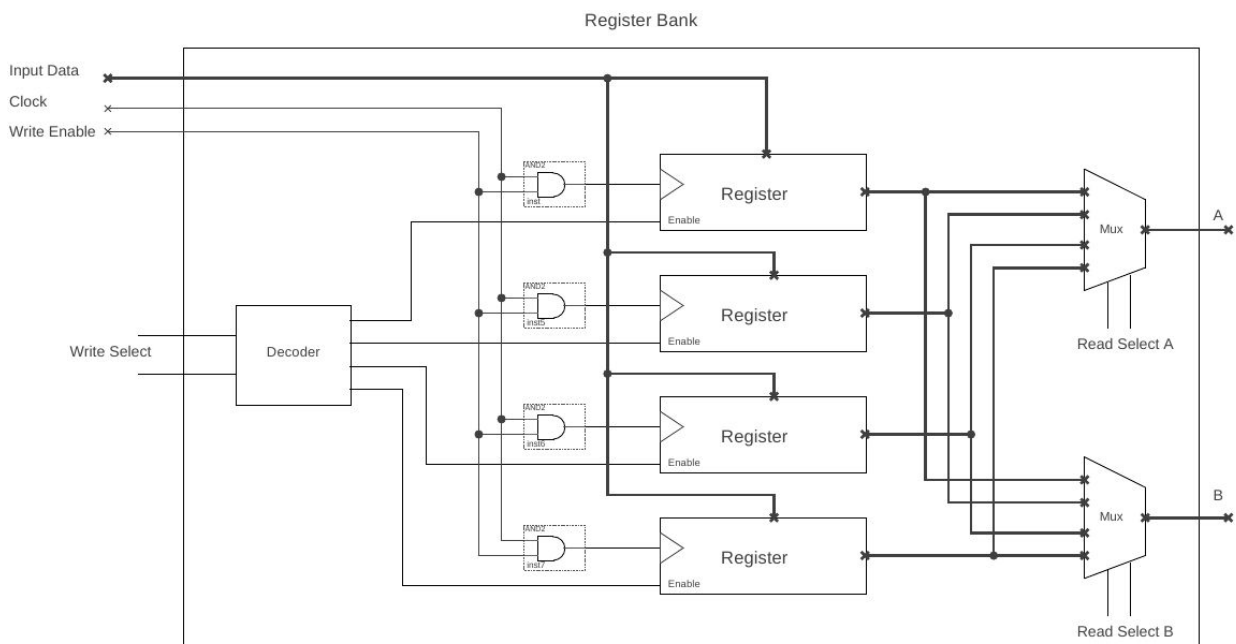 Register Bank
Input Data
Clock
Write Enable
AND2
inst
Register
Enable
Mux
A
Read Select A
AND2
inst5
Register
Enable
Write Select
Decoder
AND2
inst6
Register
Enable
AND2
inst7
Register
Enable
Mux
B
Read Select B